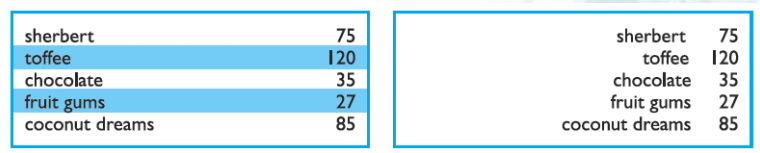 sherbert 75
toffee 120
chocolate 35
fruit gums 27
coconut dreams 85
sherbert 75
toffee 120
chocolate 35
fruit gums 27
coconut dreams 85